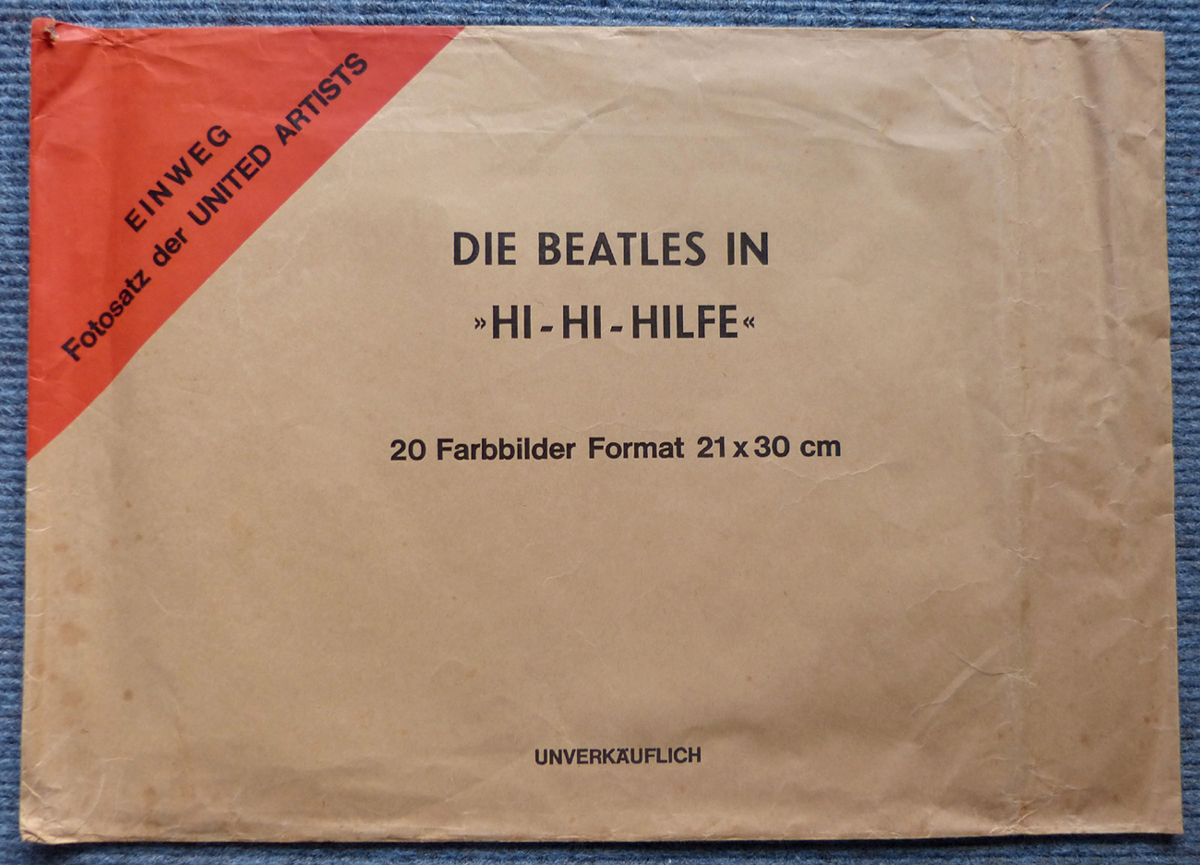 EINWEG
Fotosatz der UNITED ARTISTS
DIE BEATLES IN
»HI-HI-HILFE«
20 Farbbilder Format 21 x 30 cm
UNVERKÄUFLICH